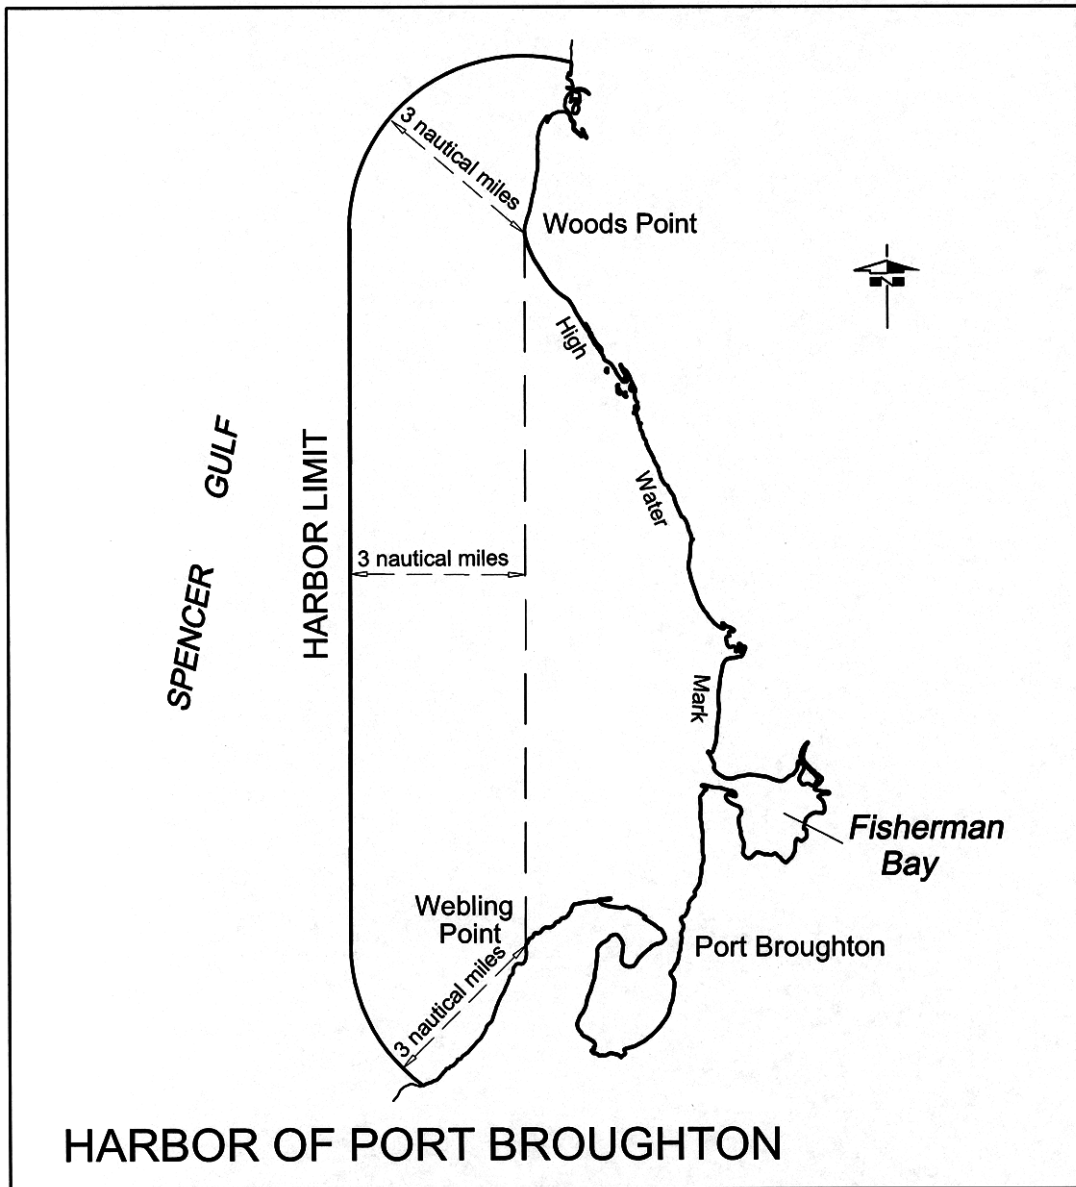 3 nautical miles
Woods Point
N
High
Water
Mark
SPENCER GULF
HARBOR LIMIT
3 nautical miles
Fisherman
Bay
Webling
Point
Port Broughton
3 nautical miles
HARBOR OF PORT BROUGHTON